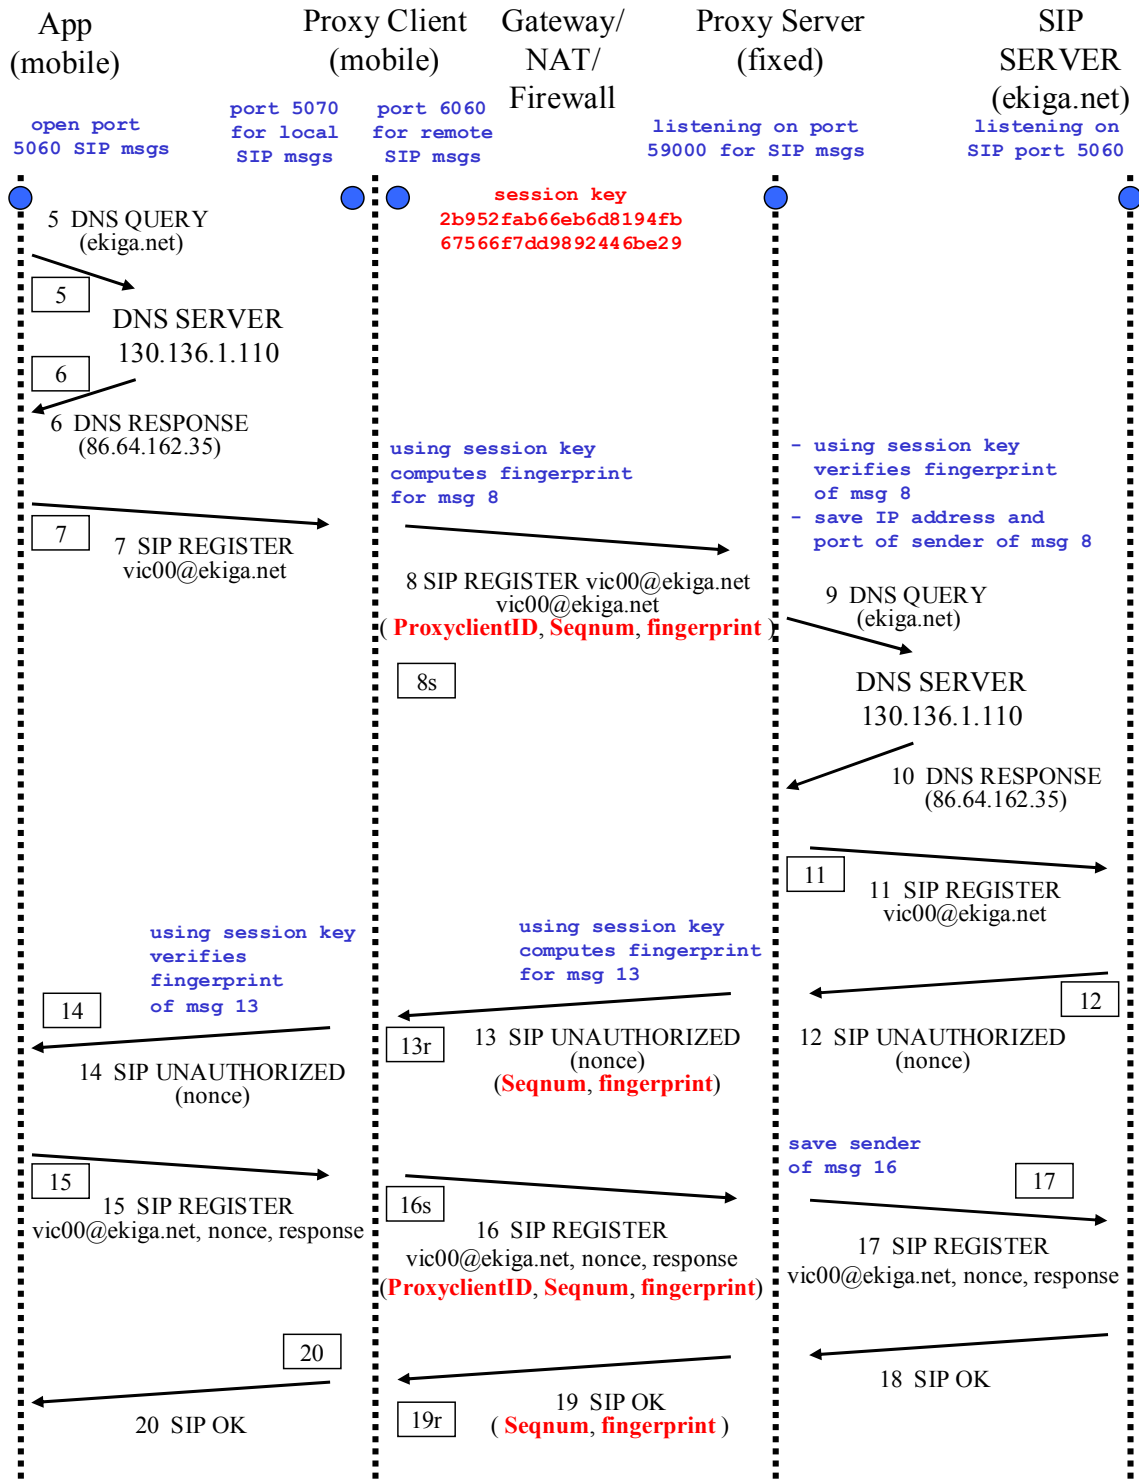 App
(mobile)
Proxy Client
(mobile)
Gateway/
NAT/
Firewall
Proxy Server
(fixed)
SIP
SERVER
(ekiga.net)
open port
5060 SIP msgs
port 5070
for local
SIP msgs
port 6060
for remote
SIP msgs
listening on port
59000 for SIP msgs
listening on
SIP port 5060
session key
2b952fab66eb6d8194fb
67566f7dd9892446be29
5 DNS QUERY
(ekiga.net)
5
DNS SERVER
130.136.1.110
6
6 DNS RESPONSE
(86.64.162.35)
using session key
computes fingerprint
for msg 8
- using session key
verifies fingerprint
of msg 8
- save IP address and
port of sender of msg 8
7
7 SIP REGISTER
vic00@ekiga.net
8 SIP REGISTER vic00@ekiga.net
vic00@ekiga.net
( ProxyclientID, Seqnum, fingerprint )
8s
9 DNS QUERY
(ekiga.net)
DNS SERVER
130.136.1.110
10 DNS RESPONSE
(86.64.162.35)
11
11 SIP REGISTER
vic00@ekiga.net
using session key
verifies
fingerprint
of msg 13
using session key
computes fingerprint
for msg 13
12
12 SIP UNAUTHORIZED
(nonce)
13r
13 SIP UNAUTHORIZED
(nonce)
(Seqnum, fingerprint)
14
14 SIP UNAUTHORIZED
(nonce)
15
15 SIP REGISTER
vic00@ekiga.net, nonce, response
16s
16 SIP REGISTER
vic00@ekiga.net, nonce, response
(ProxyclientID, Seqnum, fingerprint)
save sender
of msg 16
17
17 SIP REGISTER
vic00@ekiga.net, nonce, response
18 SIP OK
19r
19 SIP OK
( Seqnum, fingerprint )
20
20 SIP OK